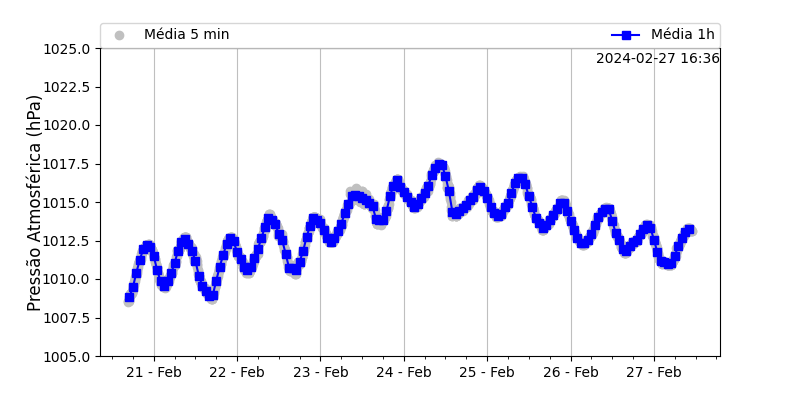 Média 5 min
Média 1h
2024-02-27 16:36
Pressão Atmosférica (hPa)
1025.0
1022.5
1020.0
1017.5
1015.0
1012.5
1010.0
1007.5
1005.0
21 - Feb
22 - Feb
23 - Feb
24 - Feb
25 - Feb
26 - Feb
27 - Feb